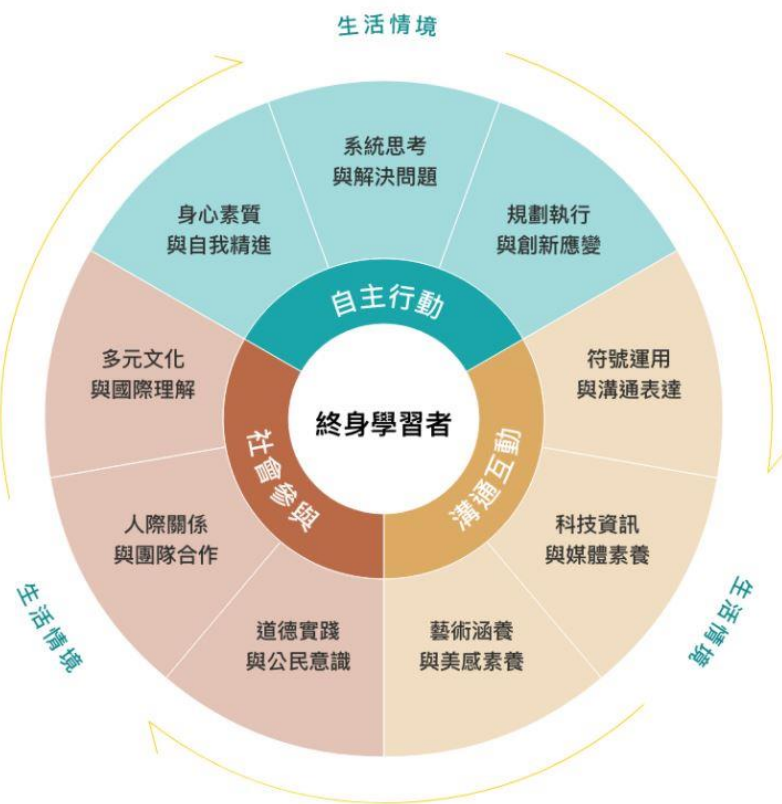 生活情境
系統思考
與解決問題
身心素質
與自我精進
規劃執行
與創新應變
自主行動
多元文化
與國際理解
符號運用
與溝通表達
終身學習者
社會參與
溝通互動
人際關係
與團隊合作
科技資訊
與媒體素養
道德實踐
與公民意識
藝術涵養
與美感素養
生活情境
生活情境